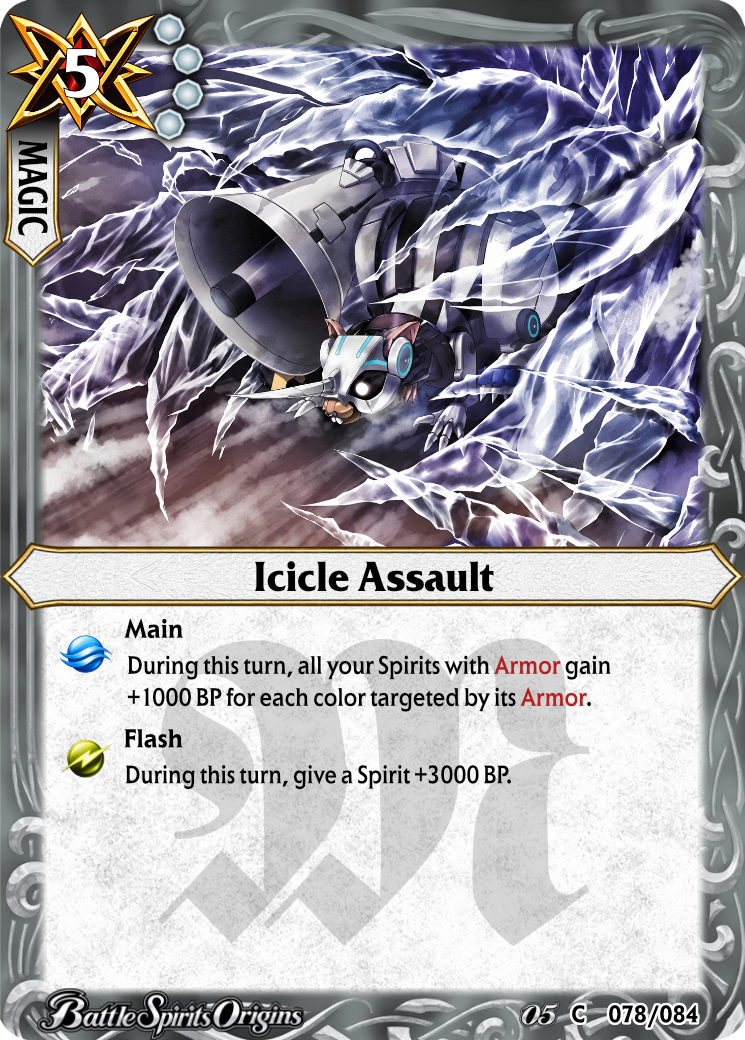 5
MAGIC
Icicle Assault
Main
During this turn, all your Spirits with Armor gain
+1000 BP for each color targeted by its Armor.
Flash
During this turn, give a Spirit +3000 BP.
Battle Spirits Origins
05 C 078/084